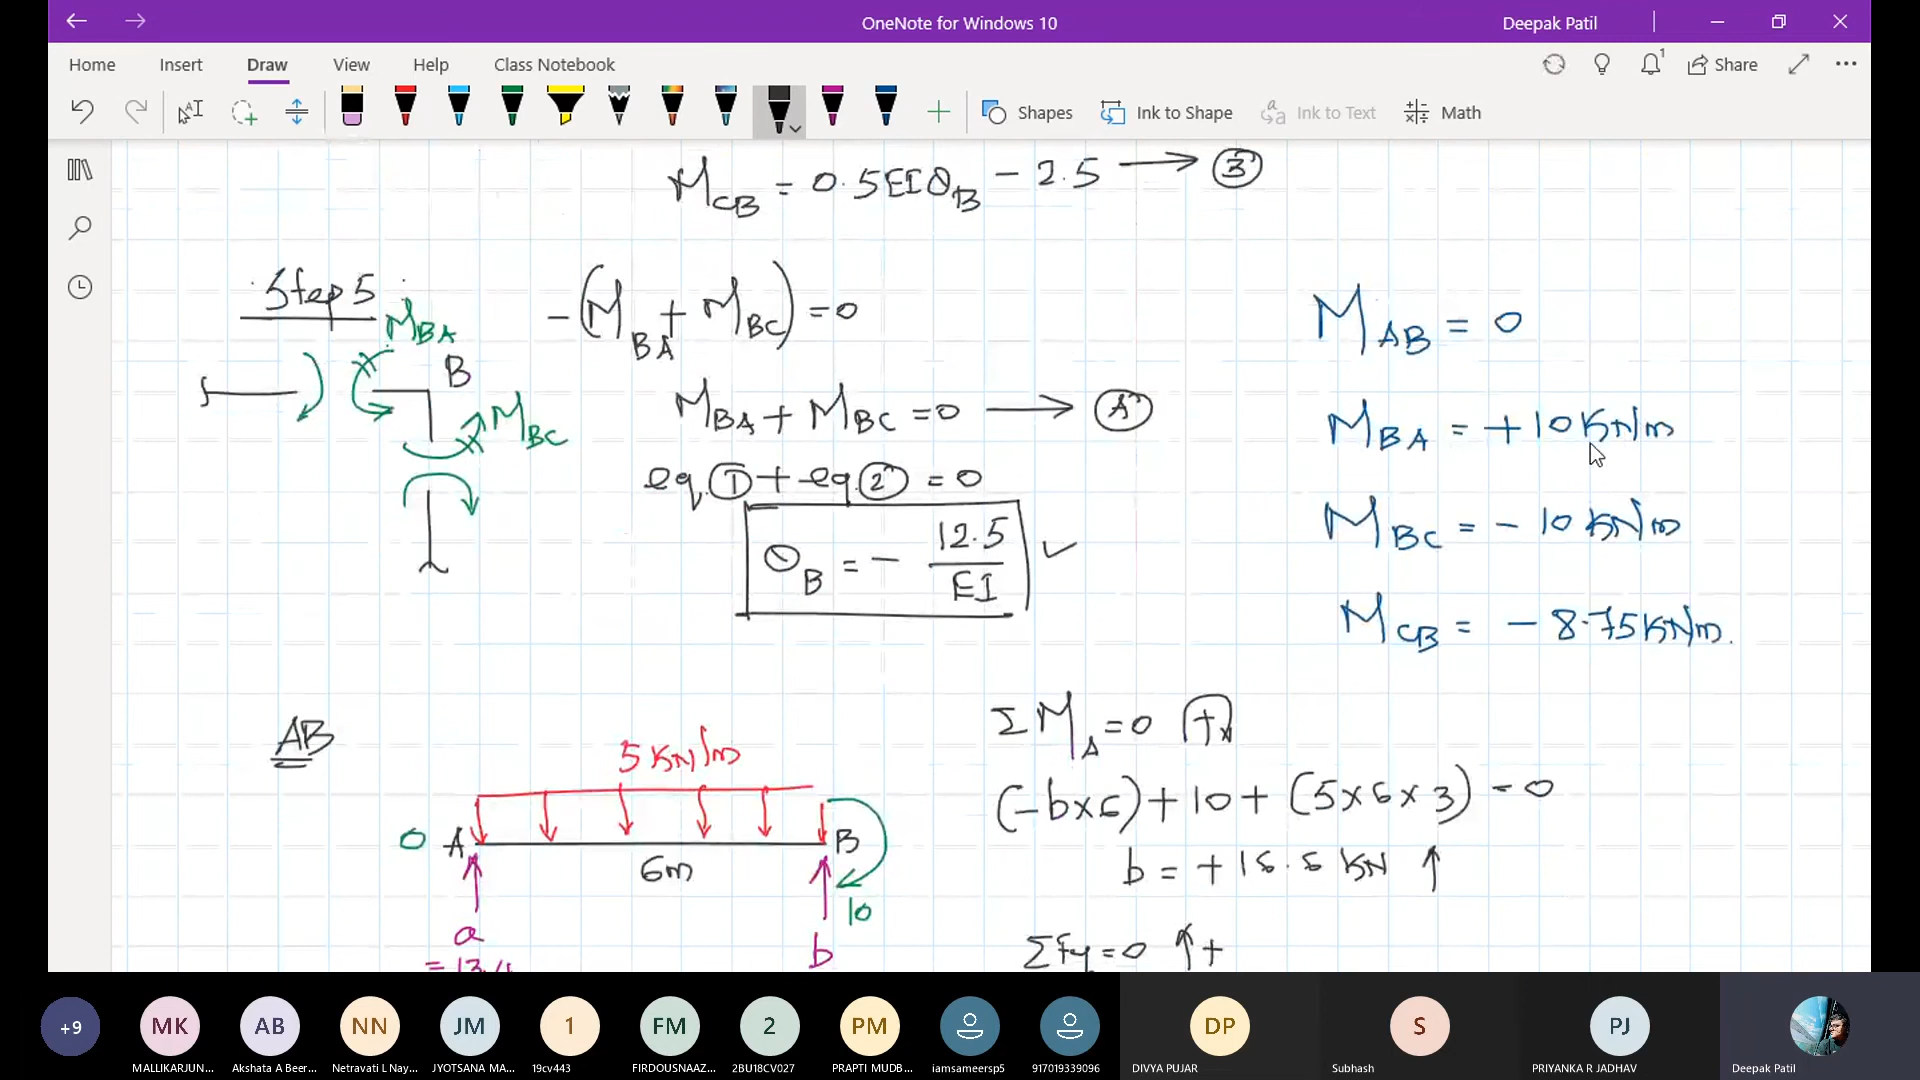 OneNote for Windows 10
Deepak Patil
Home Insert Draw View Help Class Notebook
Share
Shapes Ink to Shape Ink to Text Math
M_CB = 0.5EIθ_B - 2.5 → ③
Step 5
-(M_BA + M_BC) = 0
M_BA
B
M_BC
M_BA + M_BC = 0 → Ⓐ
eq.① + eq.② = 0
θ_B = - 12.5/EI ✓
M_AB = 0
M_BA = +10 KN/m
M_BC = - 10 KN/m
M_CB = - 8.75 KNm.
AB
5 KN/m
0 A B
6m
10
a b
ΣM_A = 0 +
(-b×6) + 10 + (5×6×3) = 0
b = + KN ↑
ΣFy = 0 ↑+
+9 MK AB NN JM 1 FM 2 PM DP S PJ
MALLIKARJUN... Akshata A Beer... Netravati L Nay... JYOTSANA MA... 19cv443 FIRDOUSNAAZ... 2BU18CV027 PRAPTI MUDB... iamsameersp5 917019339096 DIVYA PUJAR Subhash PRIYANKA R JADHAV Deepak Patil